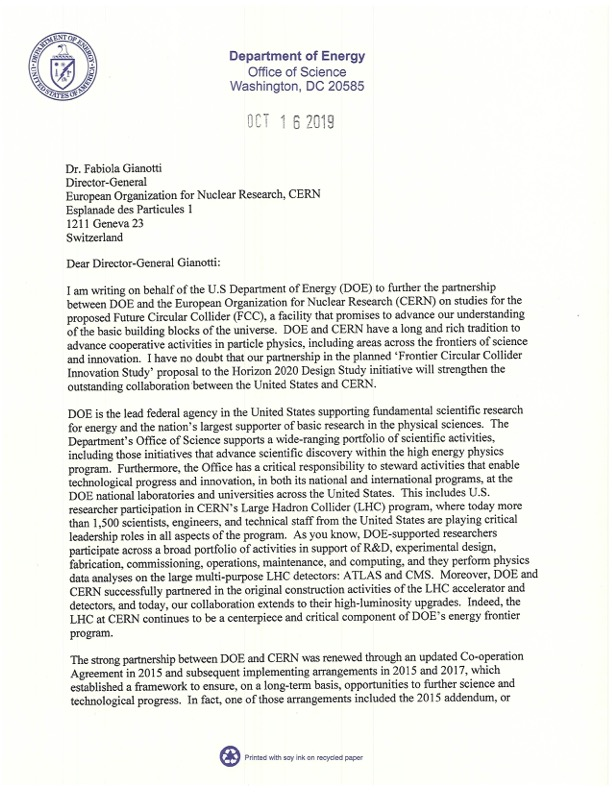 DEPARTMENT OF ENERGY
UNITED STATES OF AMERICA
Department of Energy
Office of Science
Washington, DC 20585
OCT 16 2019
Dr. Fabiola Gianotti
Director-General
European Organization for Nuclear Research, CERN
Esplanade des Particules 1
1211 Geneva 23
Switzerland
Dear Director-General Gianotti:
I am writing on behalf of the U.S Department of Energy (DOE) to further the partnership
between DOE and the European Organization for Nuclear Research (CERN) on studies for the
proposed Future Circular Collider (FCC), a facility that promises to advance our understanding
of the basic building blocks of the universe. DOE and CERN have a long and rich tradition to
advance cooperative activities in particle physics, including areas across the frontiers of science
and innovation. I have no doubt that our partnership in the planned ‘Frontier Circular Collider
Innovation Study’ proposal to the Horizon 2020 Design Study initiative will strengthen the
outstanding collaboration between the United States and CERN.
DOE is the lead federal agency in the United States supporting fundamental scientific research
for energy and the nation’s largest supporter of basic research in the physical sciences. The
Department’s Office of Science supports a wide-ranging portfolio of scientific activities,
including those initiatives that advance scientific discovery within the high energy physics
program. Furthermore, the Office has a critical responsibility to steward activities that enable
technological progress and innovation, in both its national and international programs, at the
DOE national laboratories and universities across the United States. This includes U.S.
researcher participation in CERN’s Large Hadron Collider (LHC) program, where today more
than 1,500 scientists, engineers, and technical staff from the United States are playing critical
leadership roles in all aspects of the program. As you know, DOE-supported researchers
participate across a broad portfolio of activities in support of R&D, experimental design,
fabrication, commissioning, operations, maintenance, and computing, and they perform physics
data analyses on the large multi-purpose LHC detectors: ATLAS and CMS. Moreover, DOE and
CERN successfully partnered in the original construction activities of the LHC accelerator and
detectors, and today, our collaboration extends to their high-luminosity upgrades. Indeed, the
LHC at CERN continues to be a centerpiece and critical component of DOE’s energy frontier
program.
The strong partnership between DOE and CERN was renewed through an updated Co-operation
Agreement in 2015 and subsequent implementing arrangements in 2015 and 2017, which
established a framework to ensure, on a long-term basis, opportunities to further science and
technological progress. In fact, one of those arrangements included the 2015 addendum, or
Printed with soy ink on recycled paper